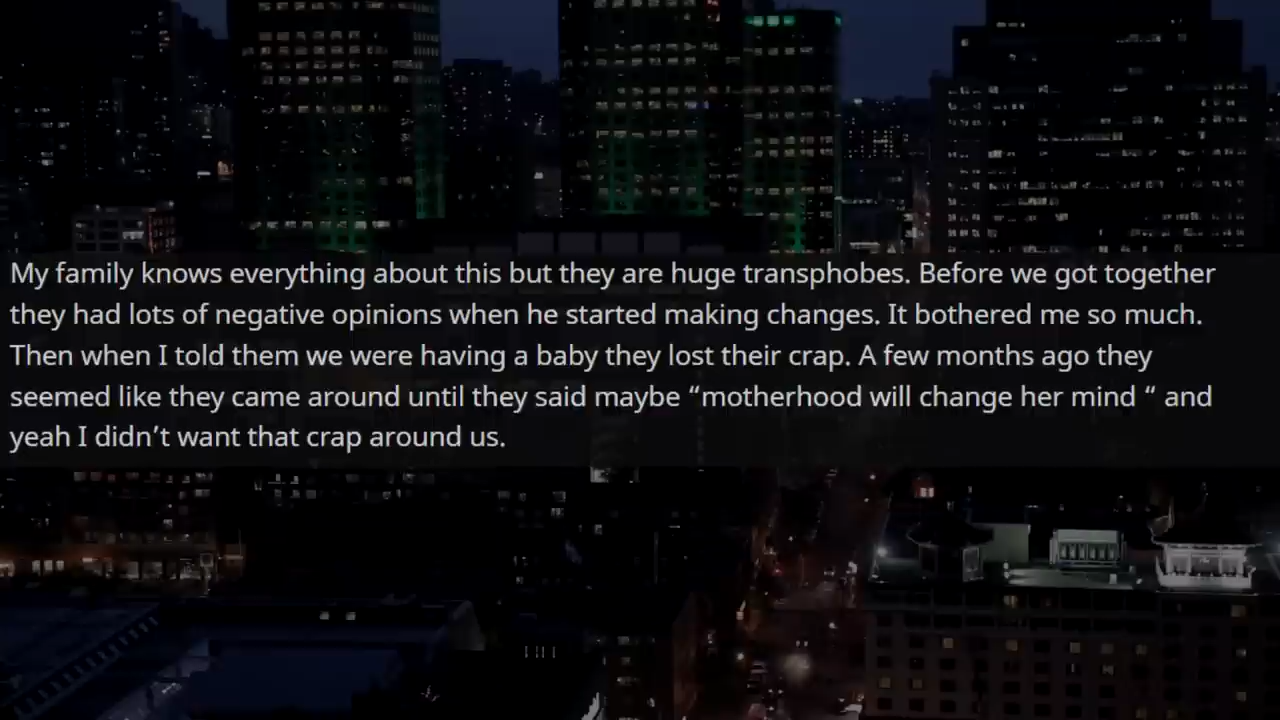 My family knows everything about this but they are huge transphobes. Before we got together
they had lots of negative opinions when he started making changes. It bothered me so much.
Then when I told them we were having a baby they lost their crap. A few months ago they
seemed like they came around until they said maybe “motherhood will change her mind “ and
yeah I didn’t want that crap around us.